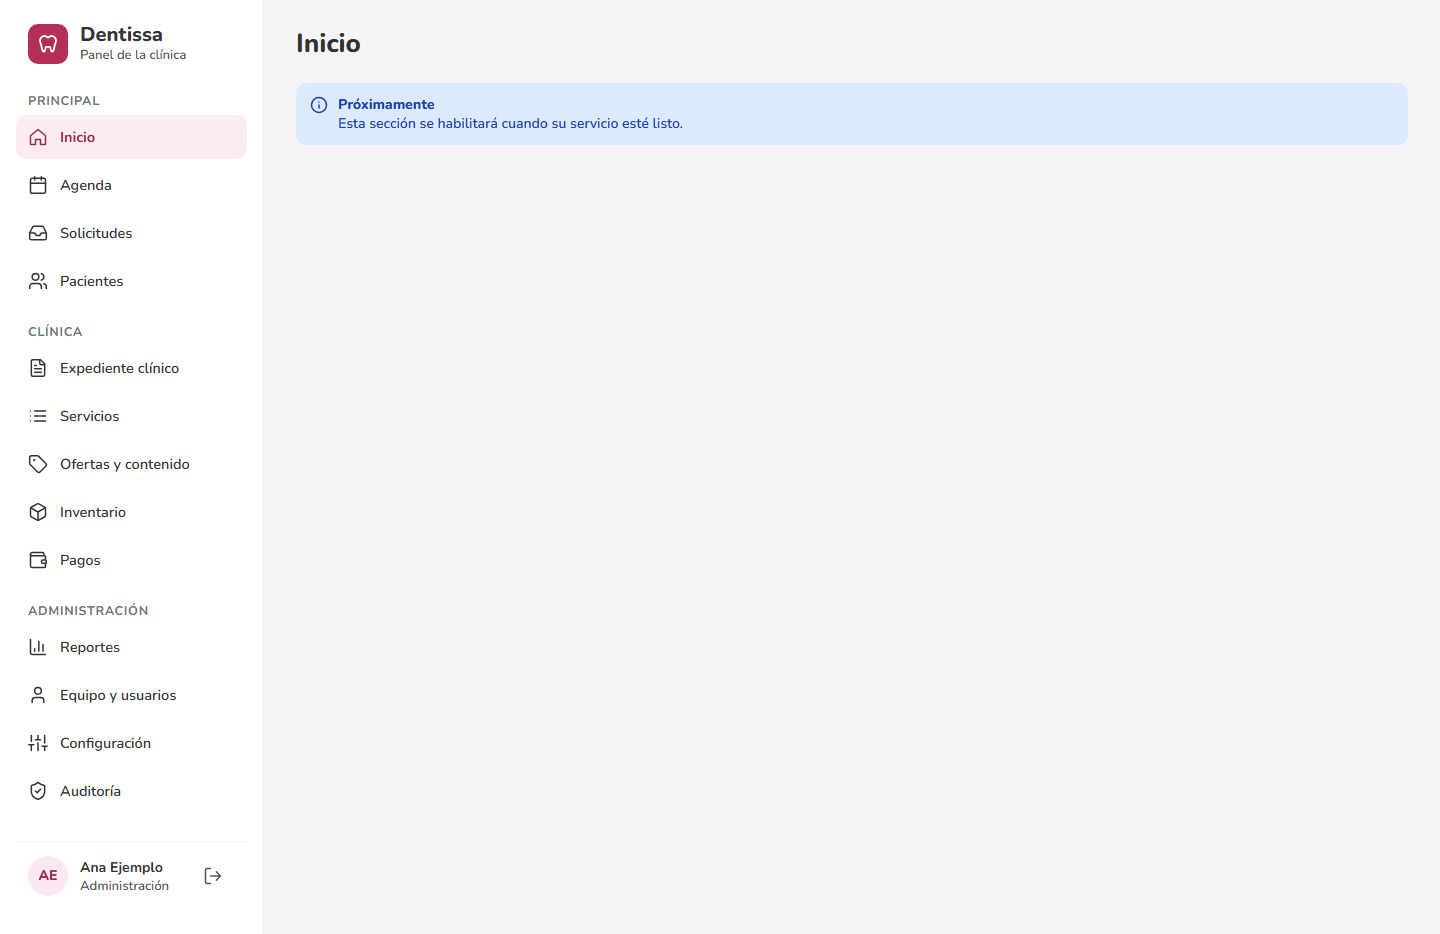 Dentissa
Panel de la clínica
PRINCIPAL
Inicio
Agenda
Solicitudes
Pacientes
CLÍNICA
Expediente clínico
Servicios
Ofertas y contenido
Inventario
Pagos
ADMINISTRACIÓN
Reportes
Equipo y usuarios
Configuración
Auditoría
AE
Ana Ejemplo
Administración
Inicio
Próximamente
Esta sección se habilitará cuando su servicio esté listo.